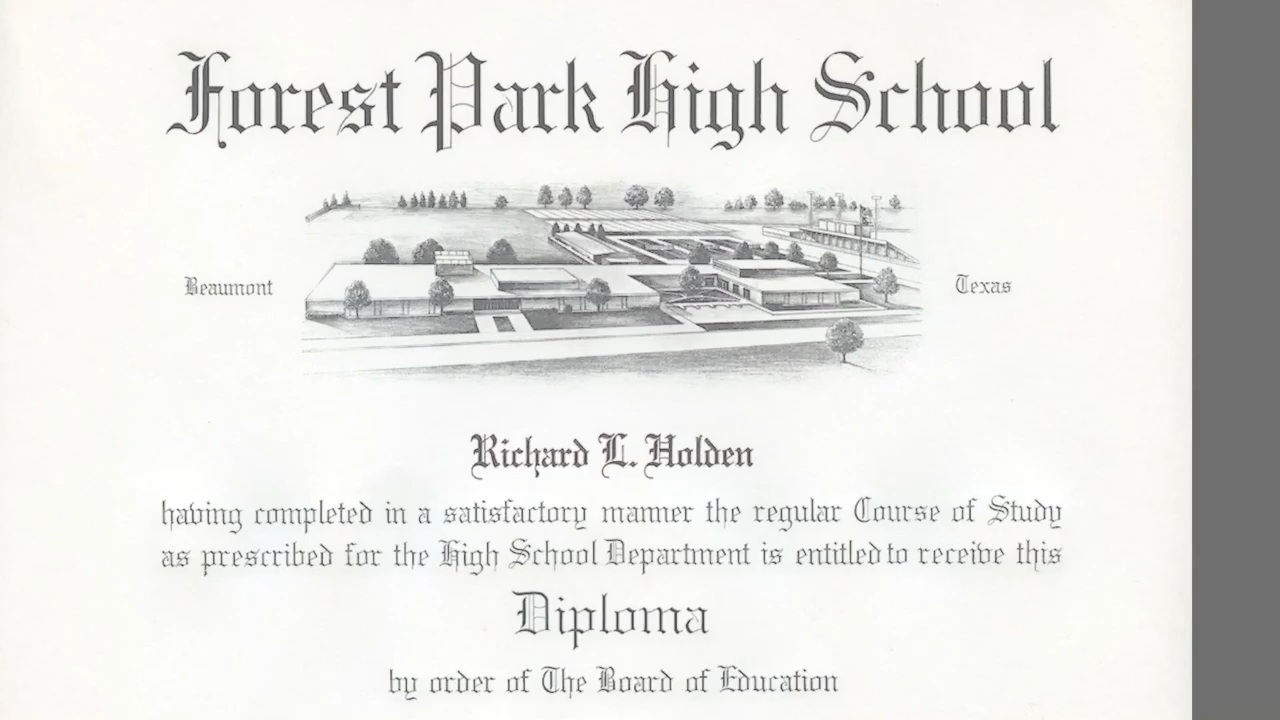 Forest Park High School
Beaumont
Texas
Richard L. Holden
having completed in a satisfactory manner the regular Course of Study
as prescribed for the High School Department is entitled to receive this
Diploma
by order of The Board of Education